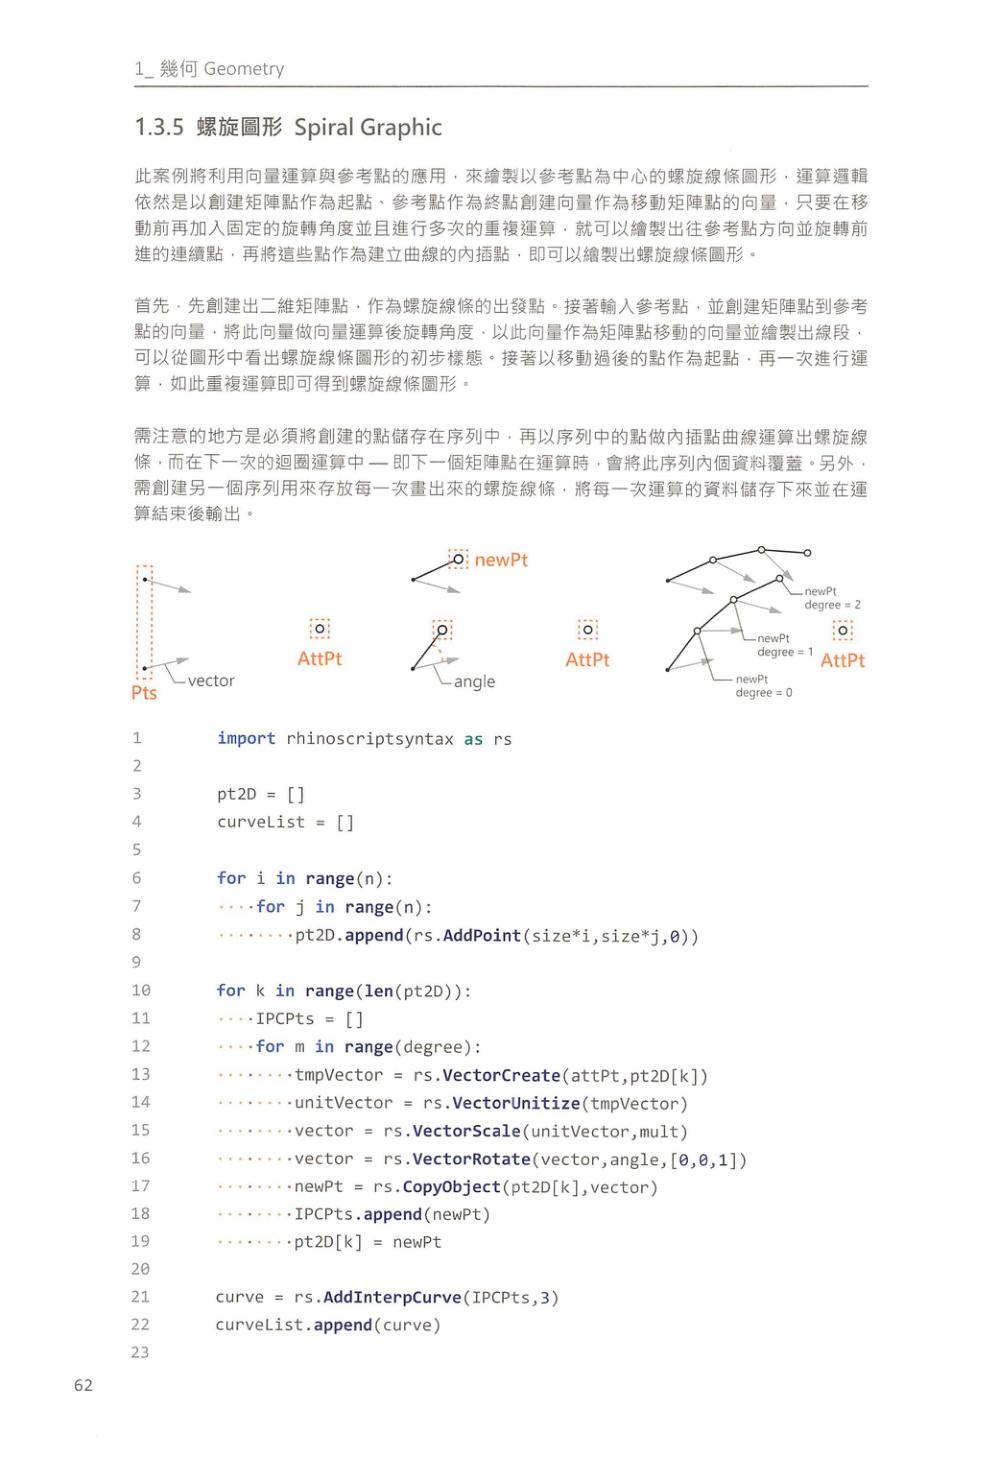 1_ 幾何 Geometry
1.3.5 螺旋圖形 Spiral Graphic
此案例將利用向量運算與參考點的應用，來繪製以參考點為中心的螺旋線條圖形，運算邏輯
依然是以創建矩陣點作為起點、參考點作為終點創建向量作為移動矩陣點的向量，只要在移
動前再加入固定的旋轉角度並且進行多次的重複運算，就可以繪製出往參考點方向並旋轉前
進的連續點，再將這些點作為建立曲線的內插點，即可以繪製出螺旋線條圖形。
首先，先創建出二維矩陣點，作為螺旋線條的出發點。接著輸入參考點，並創建矩陣點到參考
點的向量，將此向量做向量運算後旋轉角度、以此向量作為矩陣點移動的向量並繪製出線段，
可以從圖形中看出螺旋線條圖形的初步樣態。接著以移動過後的點作為起點，再一次進行運
算，如此重複運算即可得到螺旋線條圖形。
需注意的地方是必須將創建的點儲存在序列中，再以序列中的點做內插點曲線運算出螺旋線
條，而在下一次的迴圈運算中 — 即下一個矩陣點在運算時，會將此序列內個資料覆蓋。另外，
需創建另一個序列用來存放每一次畫出來的螺旋線條，將每一次運算的資料儲存下來並在運
算結束後輸出。
Pts
vector
AttPt
newPt
angle
AttPt
newPt
degree = 2
newPt
degree = 1
newPt
degree = 0
AttPt
1 import rhinoscriptsyntax as rs
2
3 pt2D = []
4 curveList = []
5
6 for i in range(n):
7 ····for j in range(n):
8 ········pt2D.append(rs.AddPoint(size*i,size*j,0))
9
10 for k in range(len(pt2D)):
11 ····IPCPts = []
12 ····for m in range(degree):
13 ········tmpVector = rs.VectorCreate(attPt,pt2D[k])
14 ········unitVector = rs.VectorUnitize(tmpVector)
15 ········vector = rs.VectorScale(unitVector,mult)
16 ········vector = rs.VectorRotate(vector,angle,[0,0,1])
17 ········newPt = rs.CopyObject(pt2D[k],vector)
18 ········IPCPts.append(newPt)
19 ········pt2D[k] = newPt
20
21 curve = rs.AddInterpCurve(IPCPts,3)
22 curveList.append(curve)
23
62